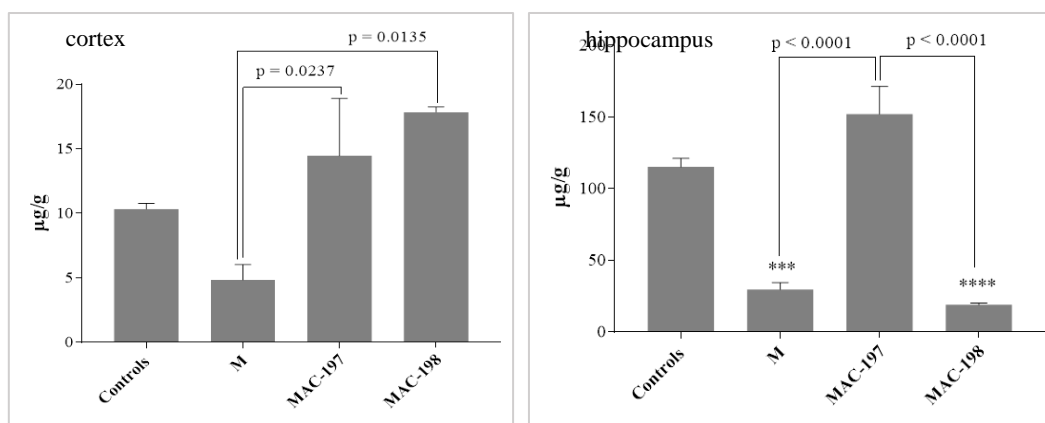 cortex
p = 0.0135
p = 0.0237
20
15
10
5
0
µg/g
Controls
M
MAC-197
MAC-198
hippocampus
p < 0.0001
p < 0.0001
200
150
100
50
0
µg/g
***
****
Controls
M
MAC-197
MAC-198